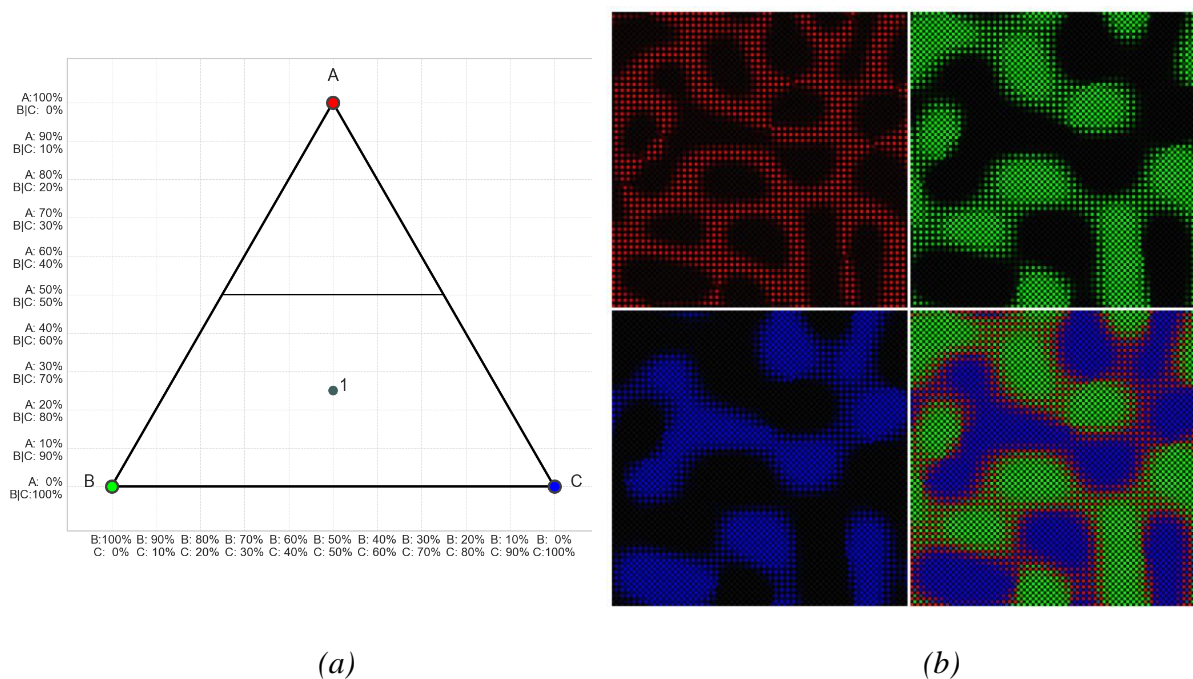 A
A:100%
B|C: 0%
A: 90%
B|C: 10%
A: 80%
B|C: 20%
A: 70%
B|C: 30%
A: 60%
B|C: 40%
A: 50%
B|C: 50%
A: 40%
B|C: 60%
A: 30%
B|C: 70%
1
A: 20%
B|C: 80%
A: 10%
B|C: 90%
A: 0%
B|C:100%
B
C
B:100% B: 90% B: 80% B: 70% B: 60% B: 50% B: 40% B: 30% B: 20% B: 10% B: 0%
C: 0% C: 10% C: 20% C: 30% C: 40% C: 50% C: 60% C: 70% C: 80% C: 90% C:100%
(a) (b)